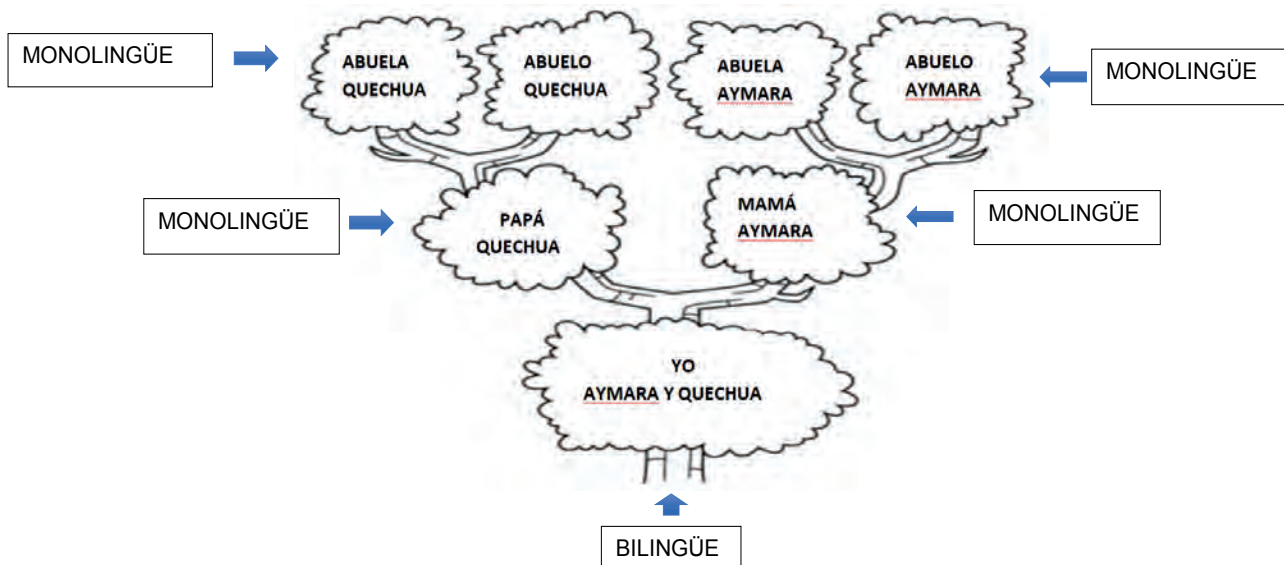 MONOLINGÜE
ABUELA
QUECHUA
ABUELO
QUECHUA
ABUELA
AYMARA
ABUELO
AYMARA
MONOLINGÜE
MONOLINGÜE
PAPÁ
QUECHUA
MAMÁ
AYMARA
MONOLINGÜE
YO
AYMARA Y QUECHUA
BILINGÜE